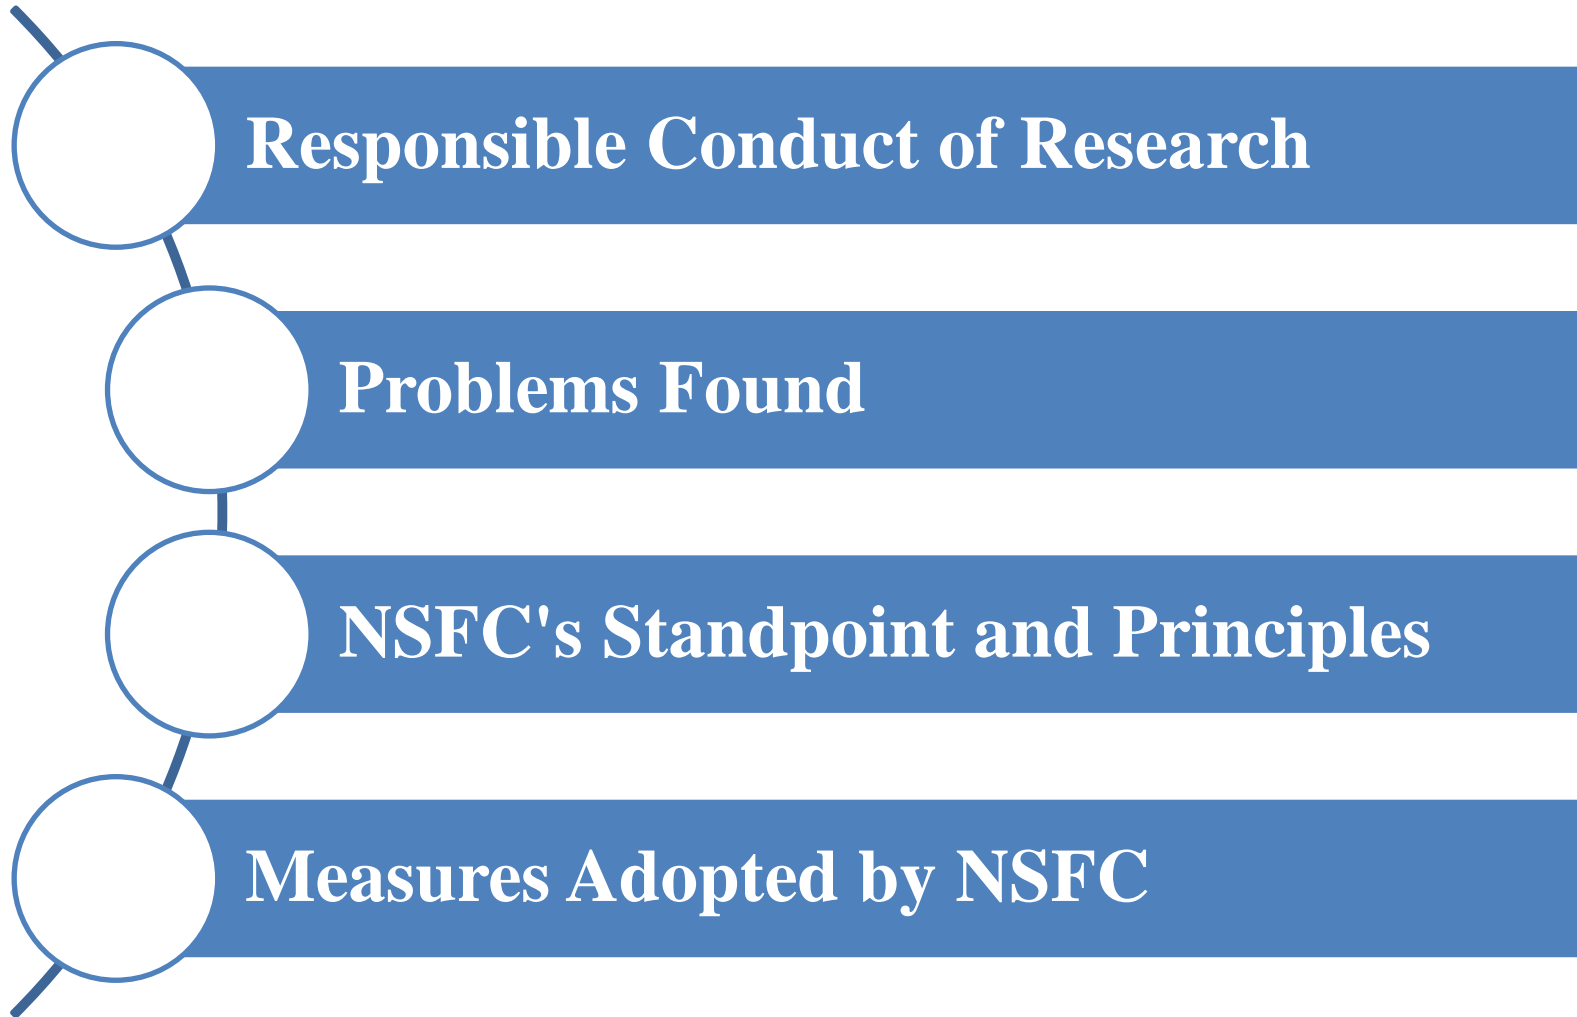 Responsible Conduct of Research
Problems Found
NSFC's Standpoint and Principles
Measures Adopted by NSFC